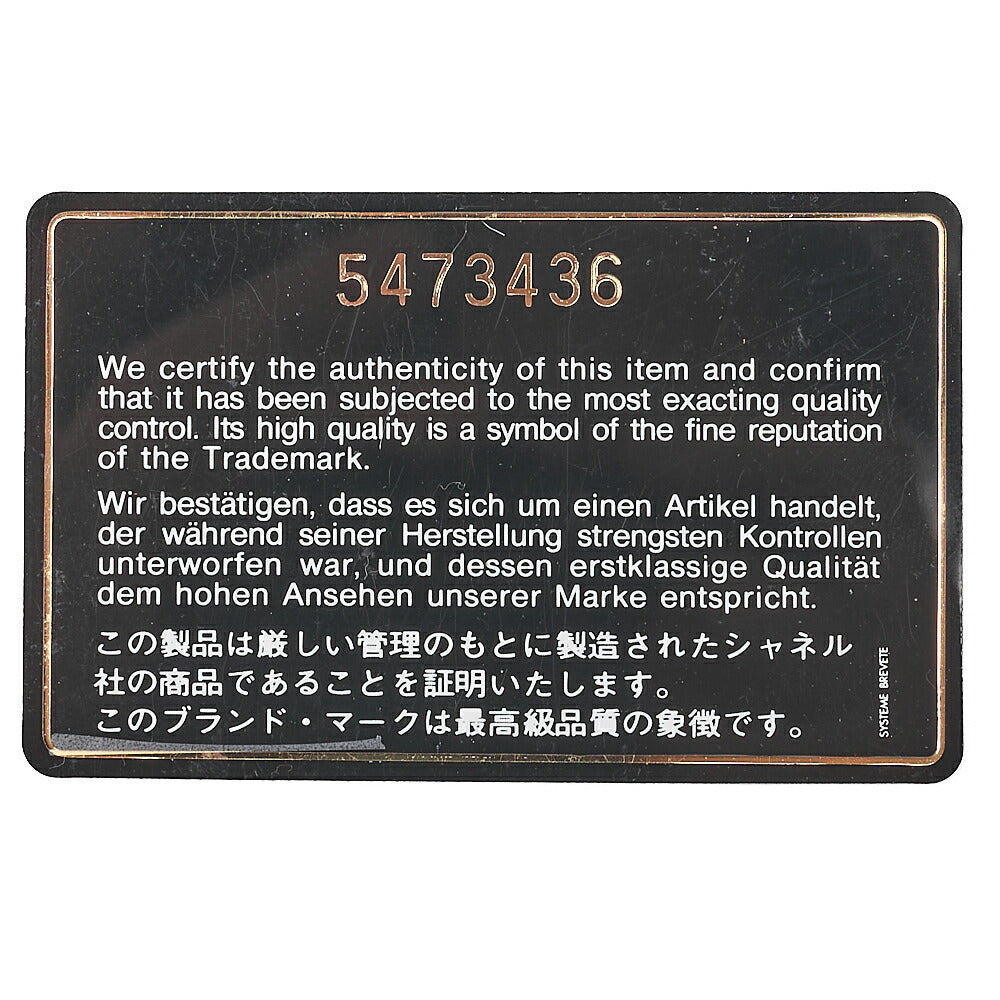 5473436
We certify the authenticity of this item and confirm
that it has been subjected to the most exacting quality
control. Its high quality is a symbol of the fine reputation
of the Trademark.
Wir bestätigen, dass es sich um einen Artikel handelt,
der während seiner Herstellung strengsten Kontrollen
unterworfen war, und dessen erstklassige Qualität
dem hohen Ansehen unserer Marke entspricht.
この製品は厳しい管理のもとに製造されたシャネル
社の商品であることを証明いたします。
このブランド・マークは最高級品質の象徴です。
SYSTEME BREVETE